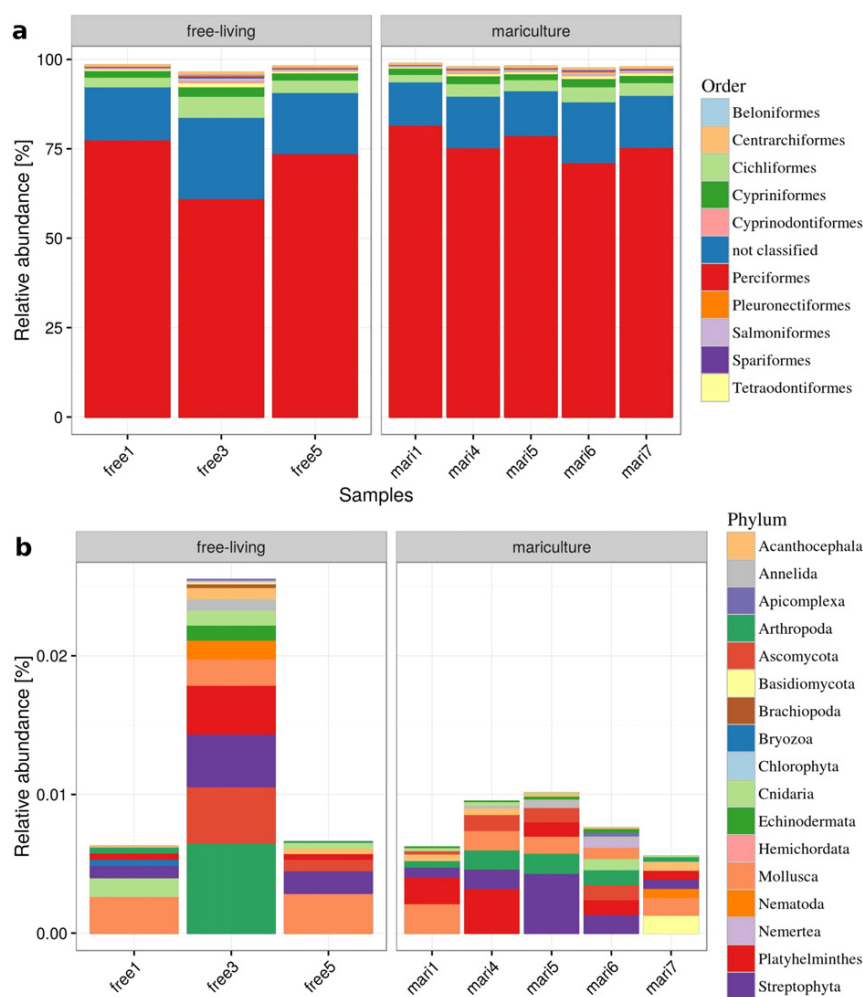 a
free-living
mariculture
Relative abundance [%]
100
75
50
25
0
free1
free3
free5
mari1
mari4
mari5
mari6
mari7
Samples
Order
Beloniformes
Centrarchiformes
Cichliformes
Cypriniformes
Cyprinodontiformes
not classified
Perciformes
Pleuronectiformes
Salmoniformes
Spariformes
Tetraodontiformes
b
free-living
mariculture
Relative abundance [%]
0.02
0.01
0.00
free1
free3
free5
mari1
mari4
mari5
mari6
mari7
Phylum
Acanthocephala
Annelida
Apicomplexa
Arthropoda
Ascomycota
Basidiomycota
Brachiopoda
Bryozoa
Chlorophyta
Cnidaria
Echinodermata
Hemichordata
Mollusca
Nematoda
Nemertea
Platyhelminthes
Streptophyta